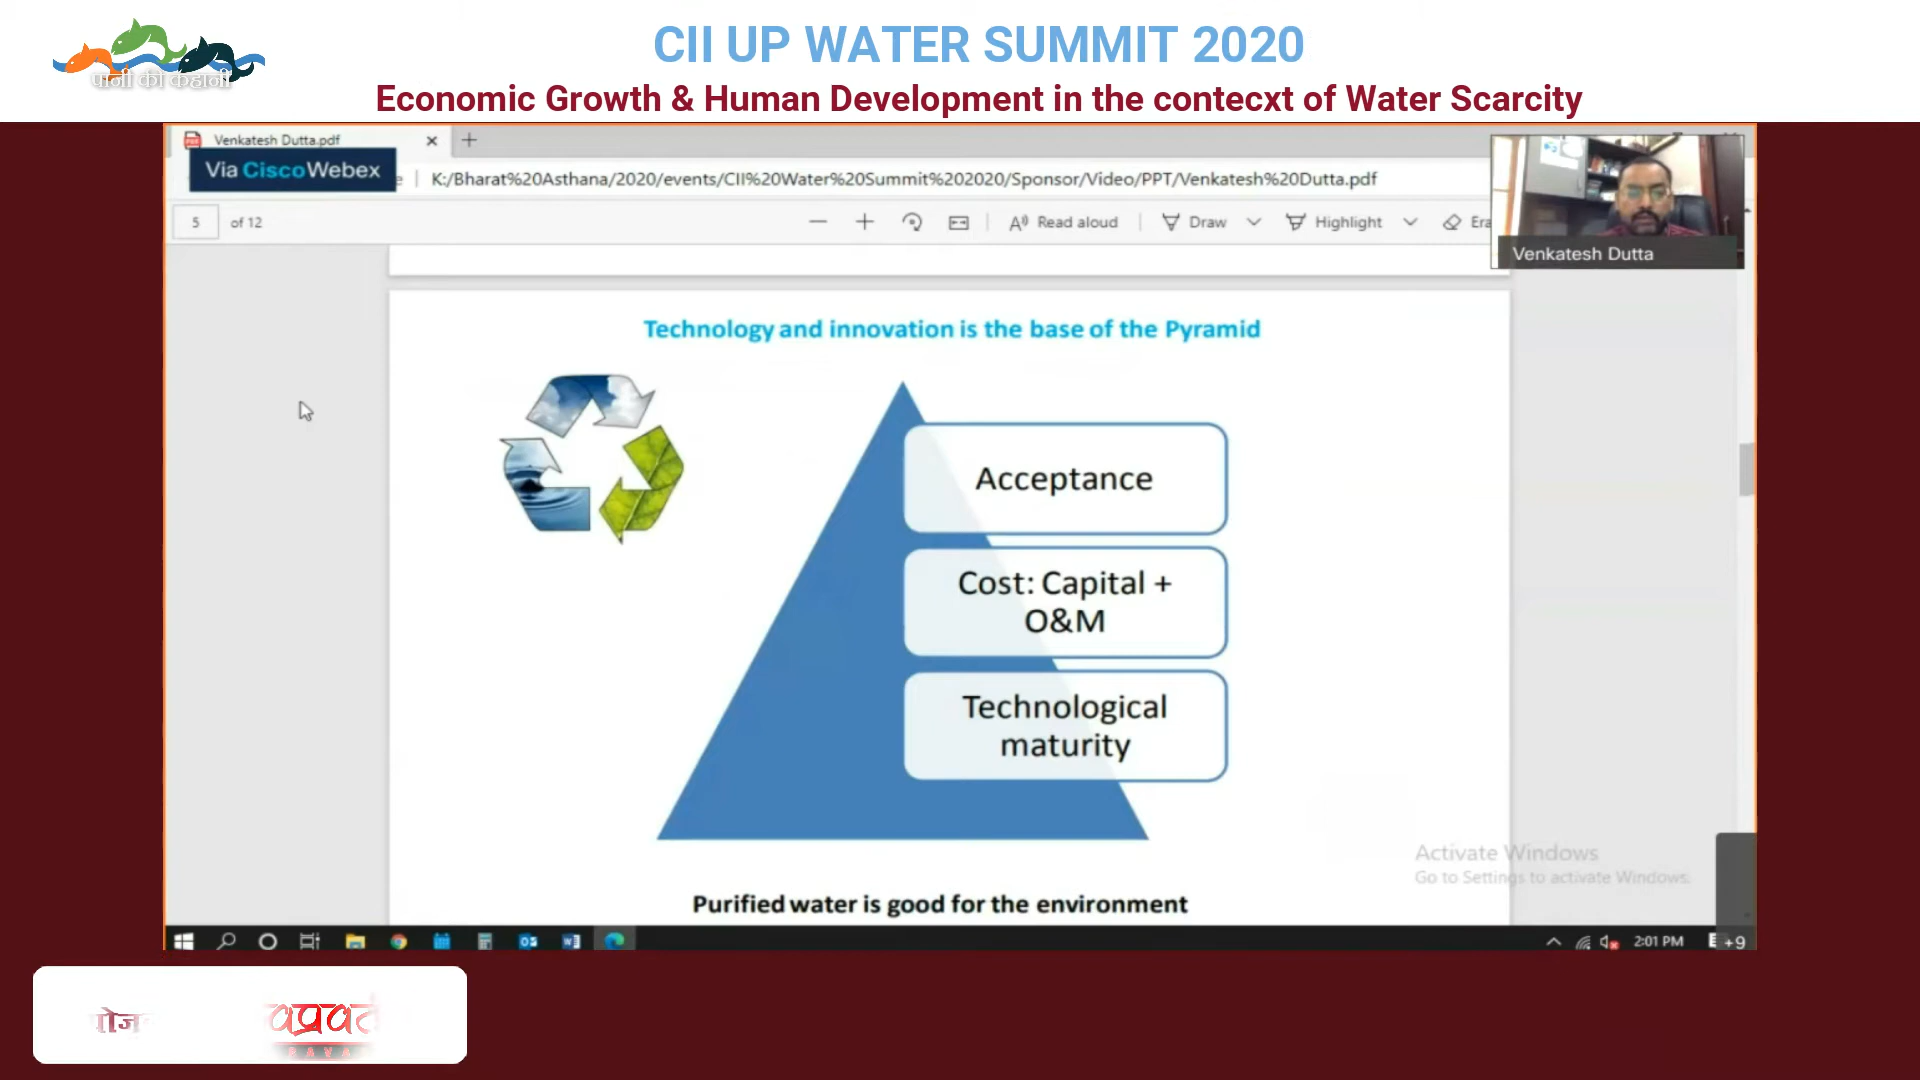 CII UP WATER SUMMIT 2020
पानी की कहानी
Economic Growth & Human Development in the contecxt of Water Scarcity
Venkatesh Dutta.pdf
Via CiscoWebex
K:/Bharat%20Asthana/2020/events/CII%20Water%20Summit%202020/Sponsor/Video/PPT/Venkatesh%20Dutta.pdf
5 of 12
Read aloud
Draw
Highlight
Era
Venkatesh Dutta
Technology and innovation is the base of the Pyramid
Acceptance
Cost: Capital +
O&M
Technological
maturity
Activate Windows
Go to Settings to activate Windows.
Purified water is good for the environment
2:01 PM
+9